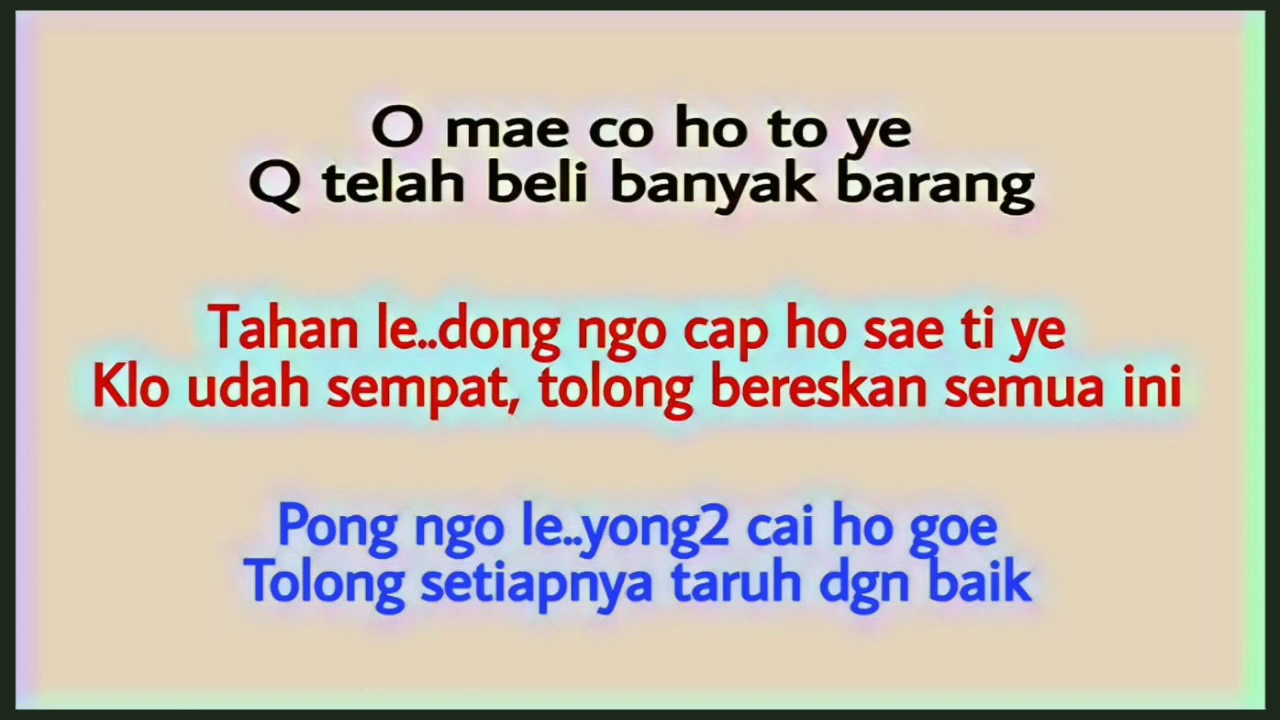 O mae co ho to ye
Q telah beli banyak barang
Tahan le..dong ngo cap ho sae ti ye
Klo udah sempat, tolong bereskan semua ini
Pong ngo le..yong2 cai ho goe
Tolong setiapnya taruh dgn baik